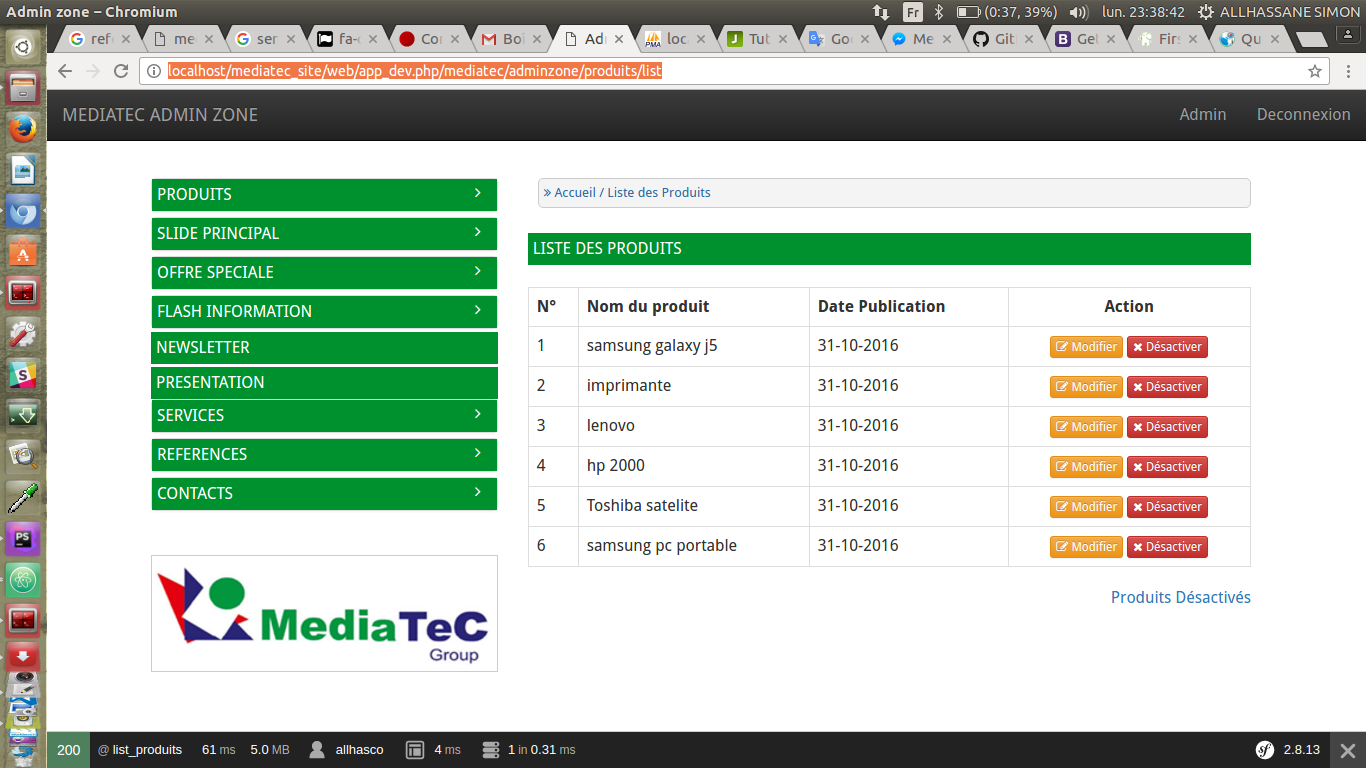 Admin zone – Chromium
Fr (0:37, 39%) lun. 23:38:42 ALLHASSANE SIMON
refe me ser fa-c Cor Boî Adr loc Tut Goo Me Git Get Firs Qu
localhost/mediatec_site/web/app_dev.php/mediatec/adminzone/produits/list
MEDIATEC ADMIN ZONE Admin Deconnexion
PRODUITS
SLIDE PRINCIPAL
OFFRE SPECIALE
FLASH INFORMATION
NEWSLETTER
PRESENTATION
SERVICES
REFERENCES
CONTACTS
MediaTeC
Group
» Accueil / Liste des Produits
LISTE DES PRODUITS
N° Nom du produit Date Publication Action
1 samsung galaxy j5 31-10-2016 Modifier Désactiver
2 imprimante 31-10-2016 Modifier Désactiver
3 lenovo 31-10-2016 Modifier Désactiver
4 hp 2000 31-10-2016 Modifier Désactiver
5 Toshiba satelite 31-10-2016 Modifier Désactiver
6 samsung pc portable 31-10-2016 Modifier Désactiver
Produits Désactivés
200 @ list_produits 61 ms 5.0 MB allhasco 4 ms 1 in 0.31 ms sf 2.8.13